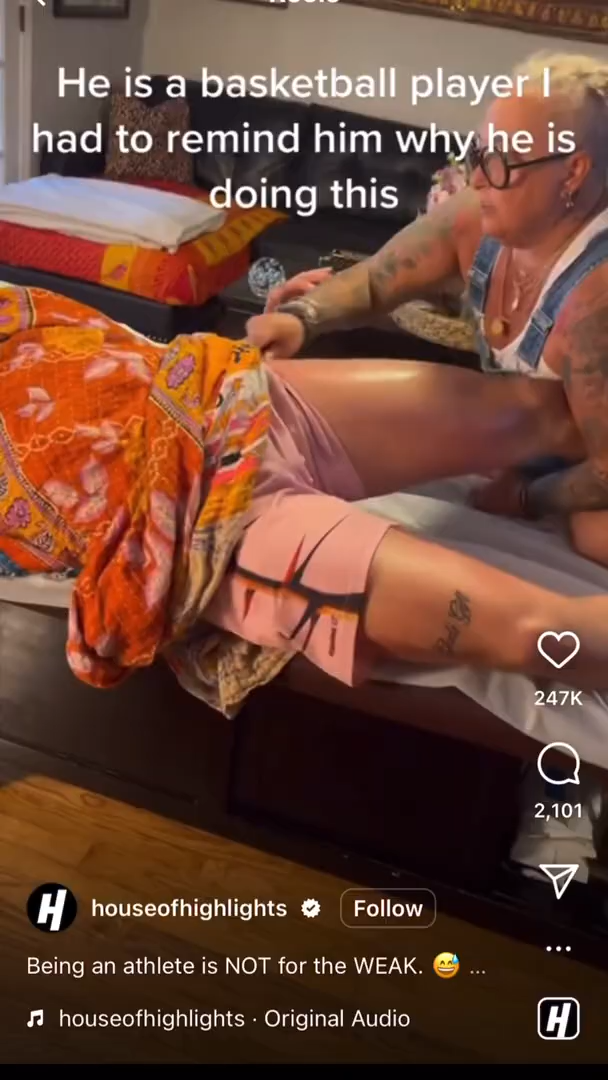 He is a basketball player I
had to remind him why he is
doing this
247K
2,101
houseofhighlights
Follow
Being an athlete is NOT for the WEAK. 😅 ...
houseofhighlights · Original Audio